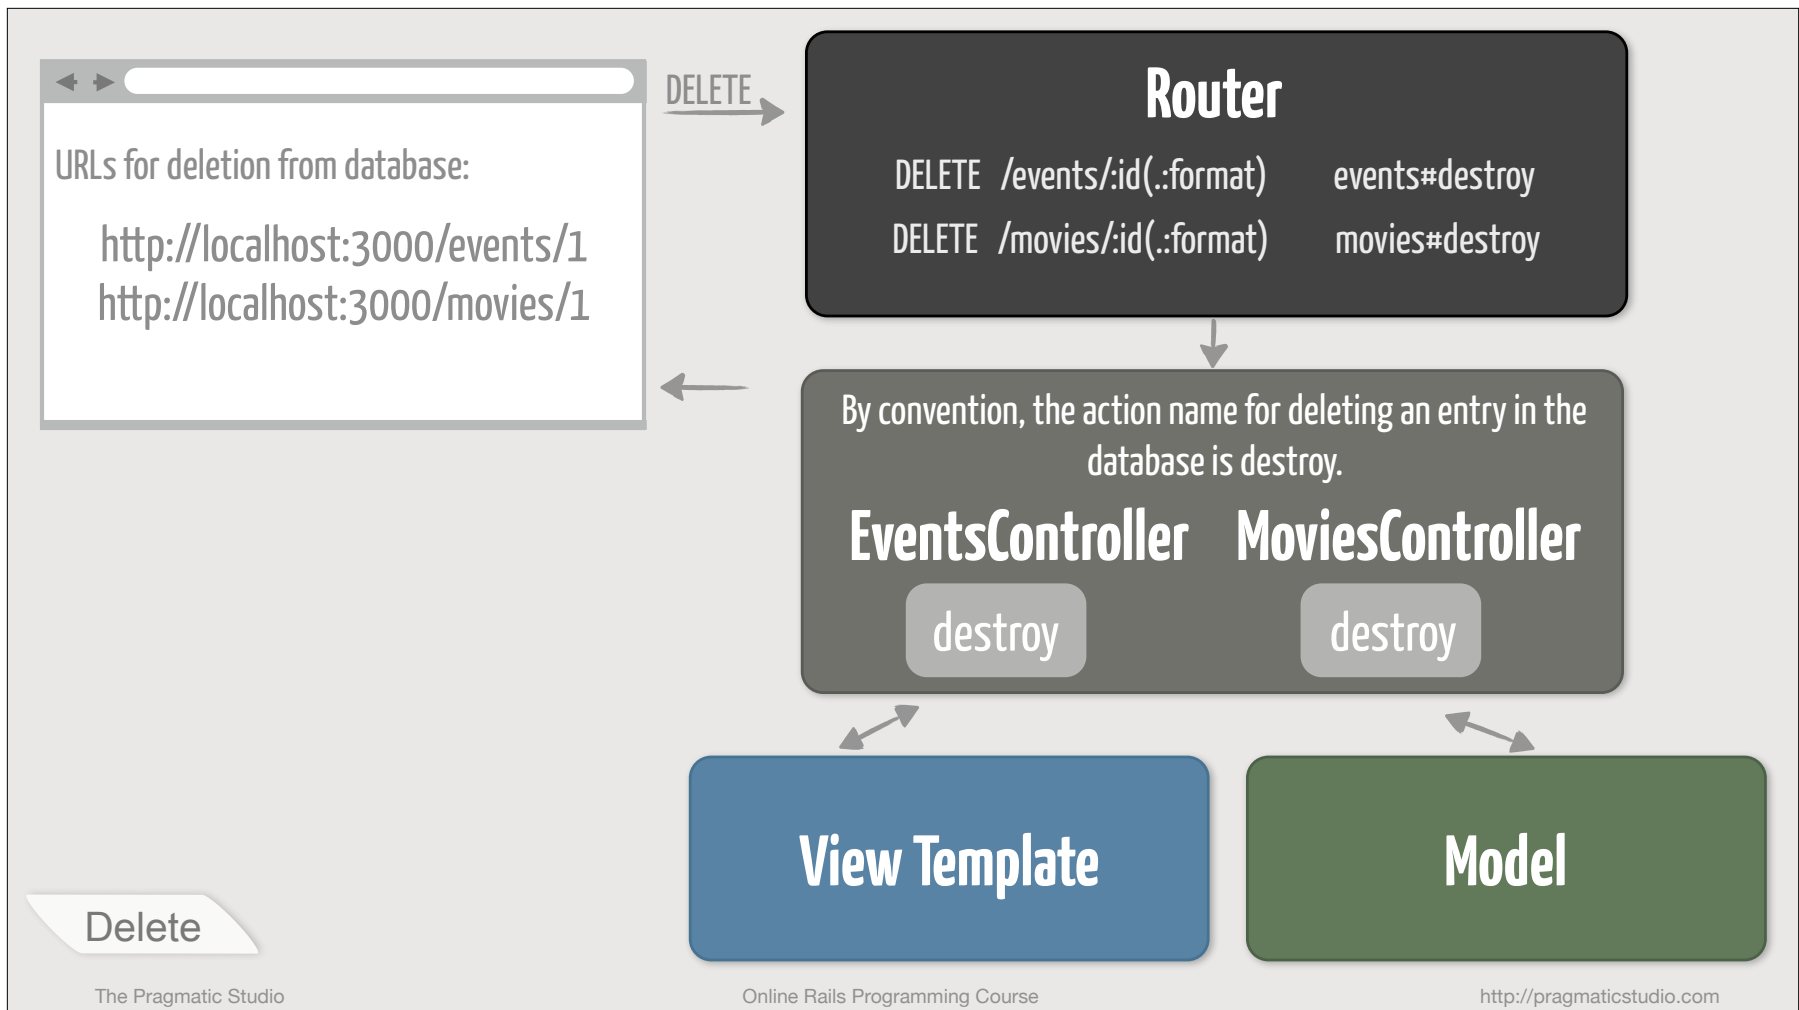 URLs for deletion from database:
http://localhost:3000/events/1
http://localhost:3000/movies/1
DELETE
Router
DELETE /events/:id(.:format) events#destroy
DELETE /movies/:id(.:format) movies#destroy
By convention, the action name for deleting an entry in the
database is destroy.
EventsController MoviesController
destroy destroy
View Template Model
Delete
The Pragmatic Studio Online Rails Programming Course http://pragmaticstudio.com